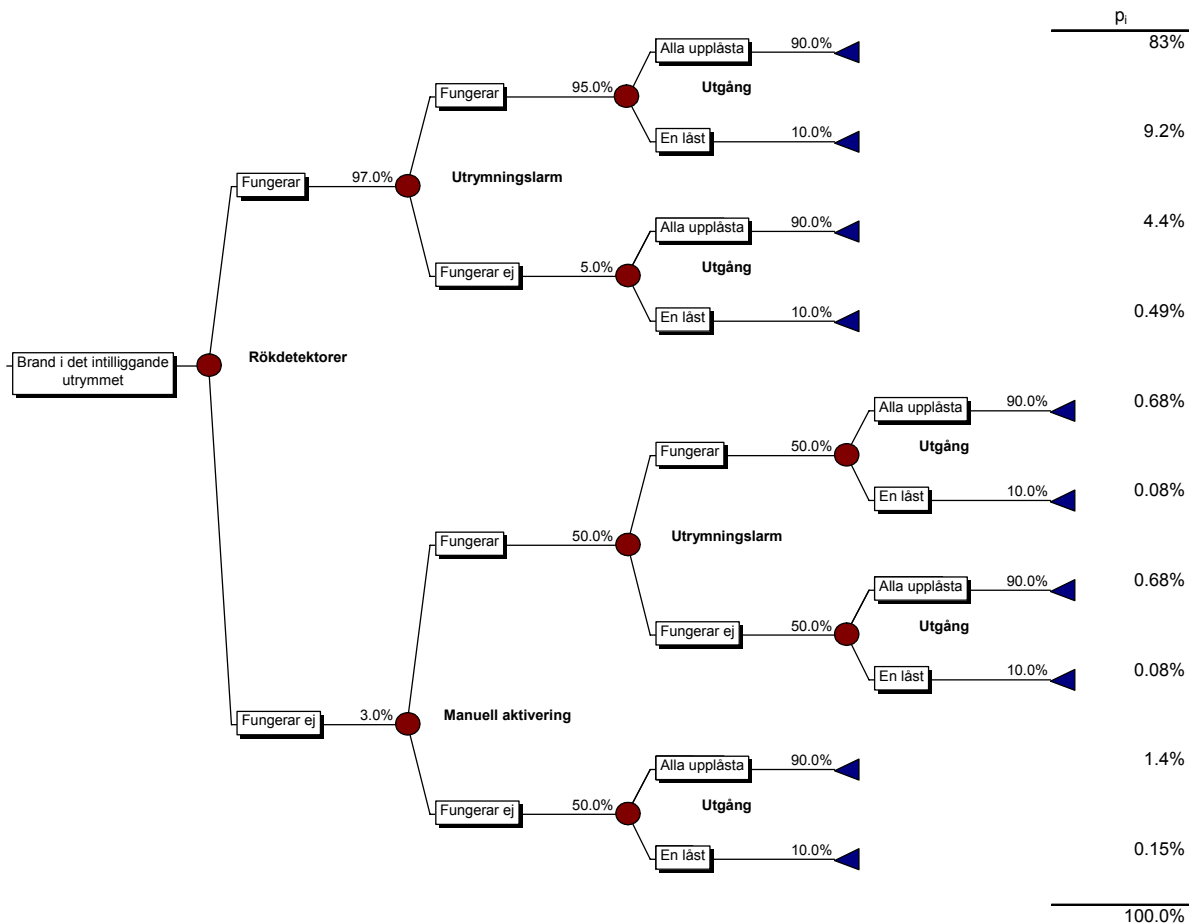 pᵢ
Alla upplåsta 90.0% 83%
Fungerar 95.0% Utgång
En låst 10.0% 9.2%
Fungerar 97.0% Utrymningslarm
Alla upplåsta 90.0% 4.4%
Fungerar ej 5.0% Utgång
En låst 10.0% 0.49%
Brand i det intilliggande
utrymmet
Rökdetektorer
Alla upplåsta 90.0% 0.68%
Fungerar 50.0% Utgång
En låst 10.0% 0.08%
Fungerar 50.0% Utrymningslarm
Alla upplåsta 90.0% 0.68%
Fungerar ej 50.0% Utgång
En låst 10.0% 0.08%
Fungerar ej 3.0% Manuell aktivering
Alla upplåsta 90.0% 1.4%
Fungerar ej 50.0% Utgång
En låst 10.0% 0.15%
100.0%